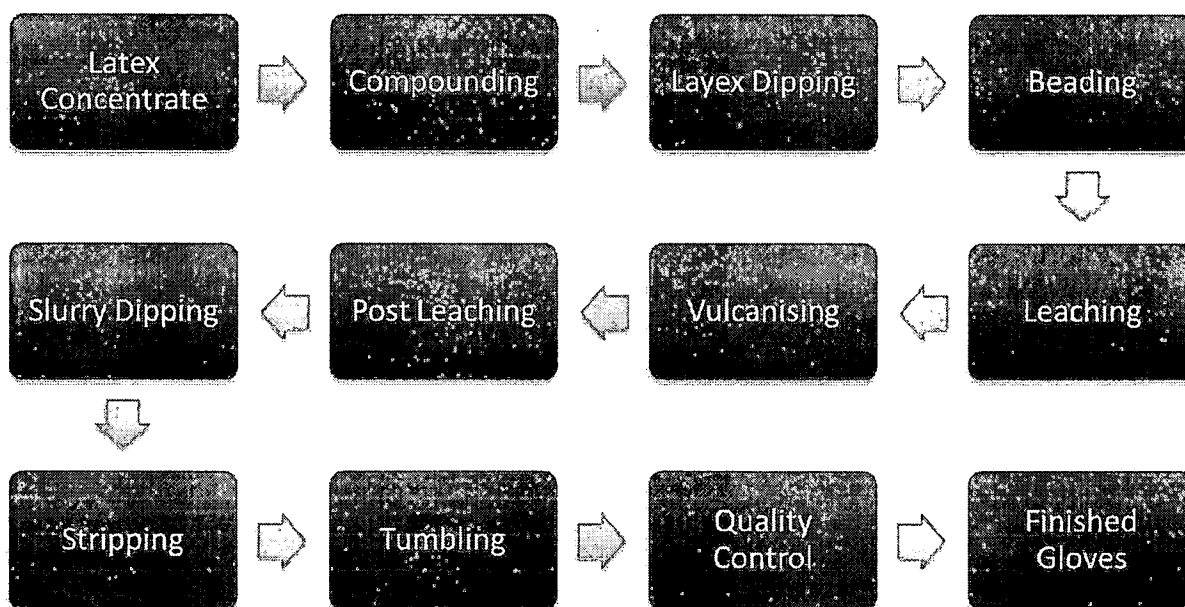 Latex
Concentrate
Compounding
Layex Dipping
Beading
Slurry Dipping
Post Leaching
Vulcanising
Leaching
Stripping
Tumbling
Quality
Control
Finished
Gloves